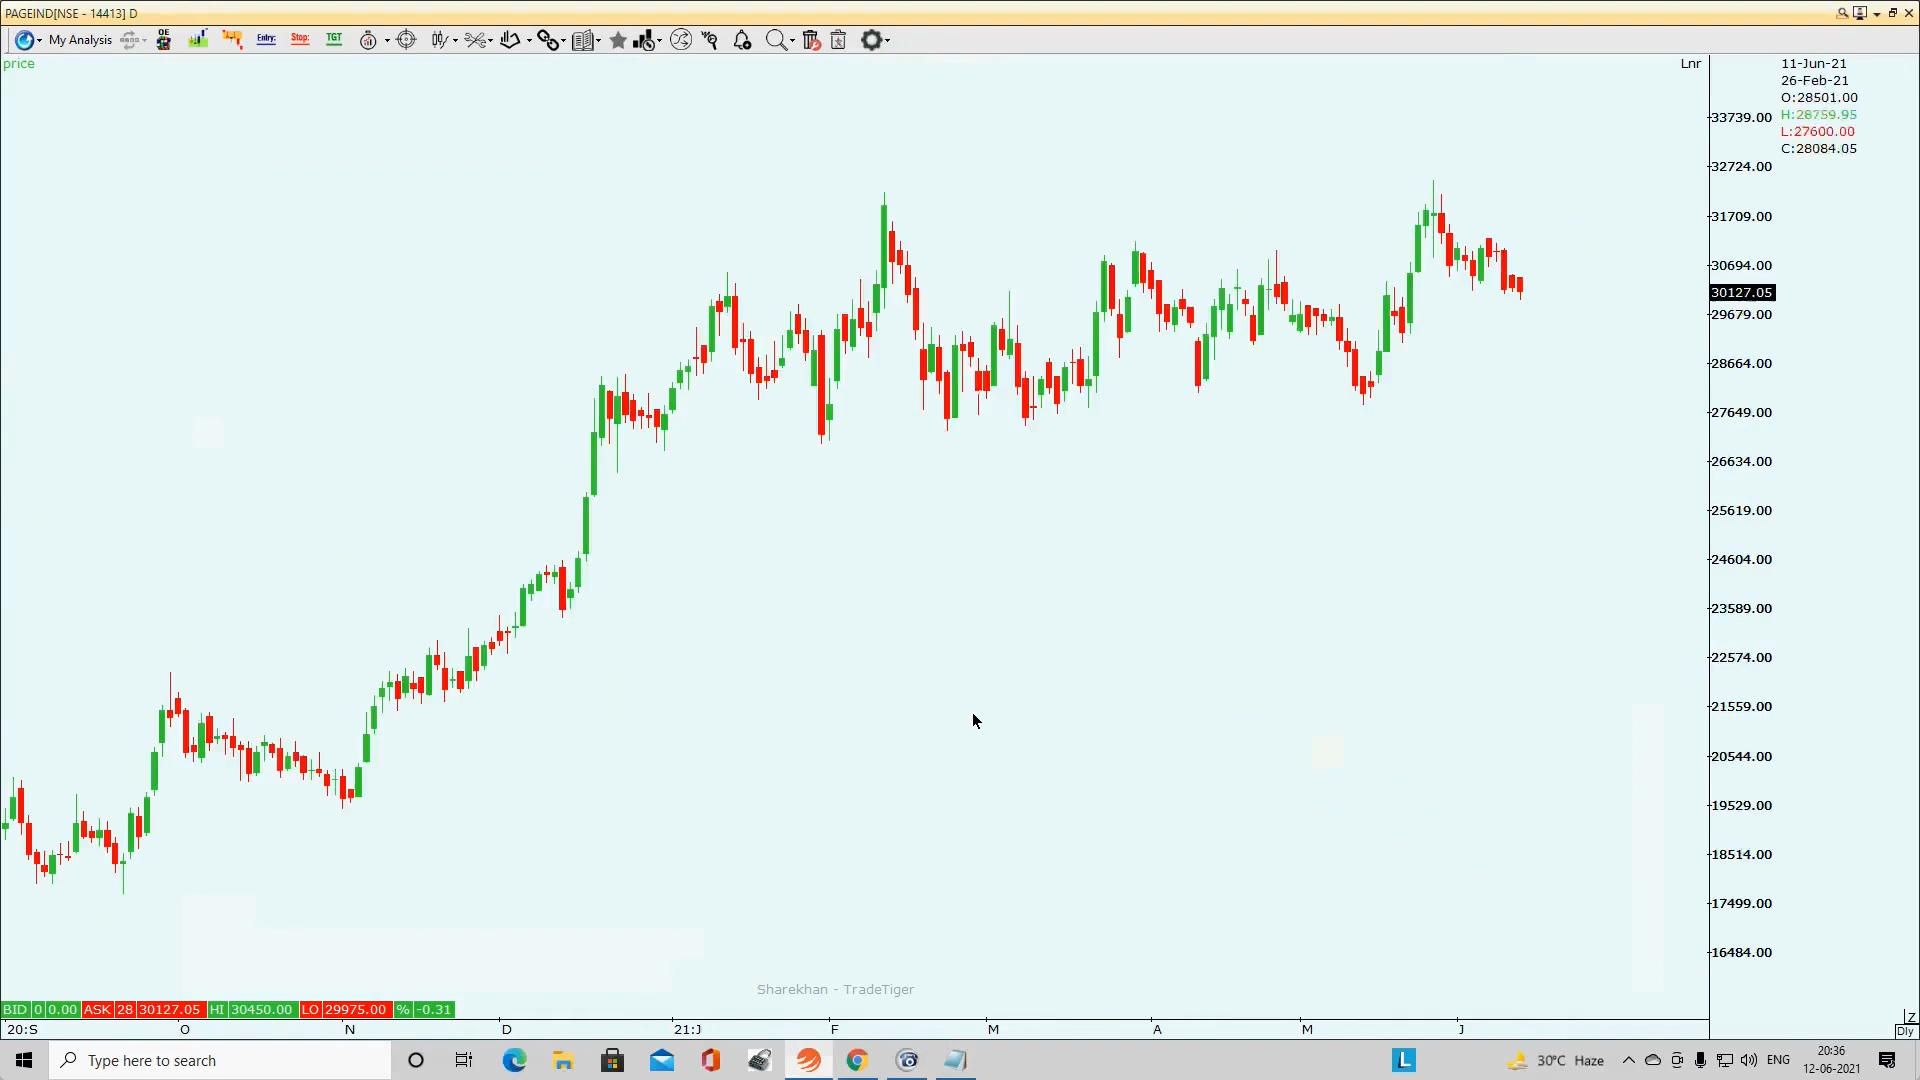 PAGEIND[NSE - 14413] D
My Analysis
OE
Entry:
Stop:
TGT
price
Lnr
11-Jun-21
26-Feb-21
O:28501.00
H:28759.95
L:27600.00
C:28084.05
33739.00
32724.00
31709.00
30694.00
30127.05
29679.00
28664.00
27649.00
26634.00
25619.00
24604.00
23589.00
22574.00
21559.00
20544.00
19529.00
18514.00
17499.00
16484.00
Sharekhan - TradeTiger
BID 0 0.00 ASK 28 30127.05 HI 30450.00 LO 29975.00 % -0.31
Z
20:S O N D 21:J F M A M J
Dly
Type here to search
L
30°C Haze
ENG
20:36
12-06-2021